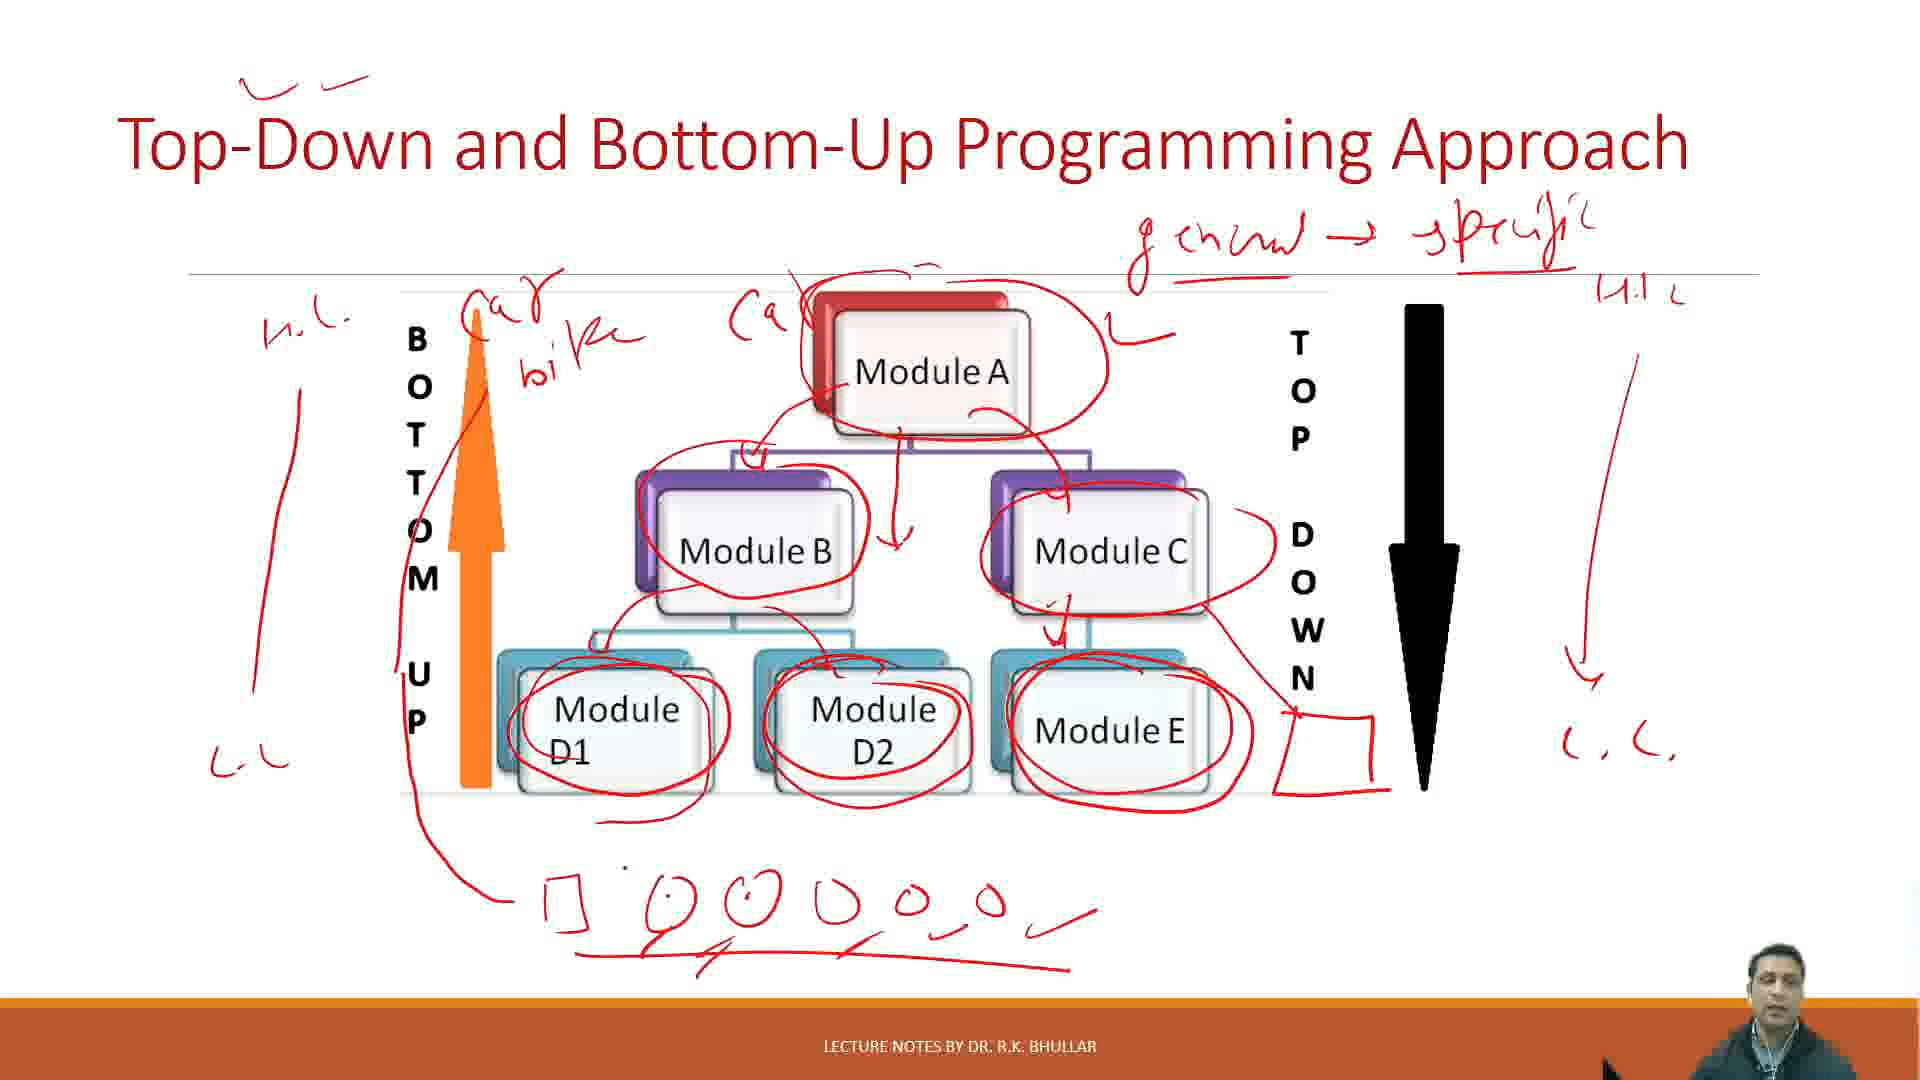 Top-Down and Bottom-Up Programming Approach
general → specific
H.L.
car
bike
Car
BOTTOM UP
Module A
TOP DOWN
Module B
Module C
Module D1
Module D2
Module E
L.L
L.L.
LECTURE NOTES BY DR. R.K. BHULLAR